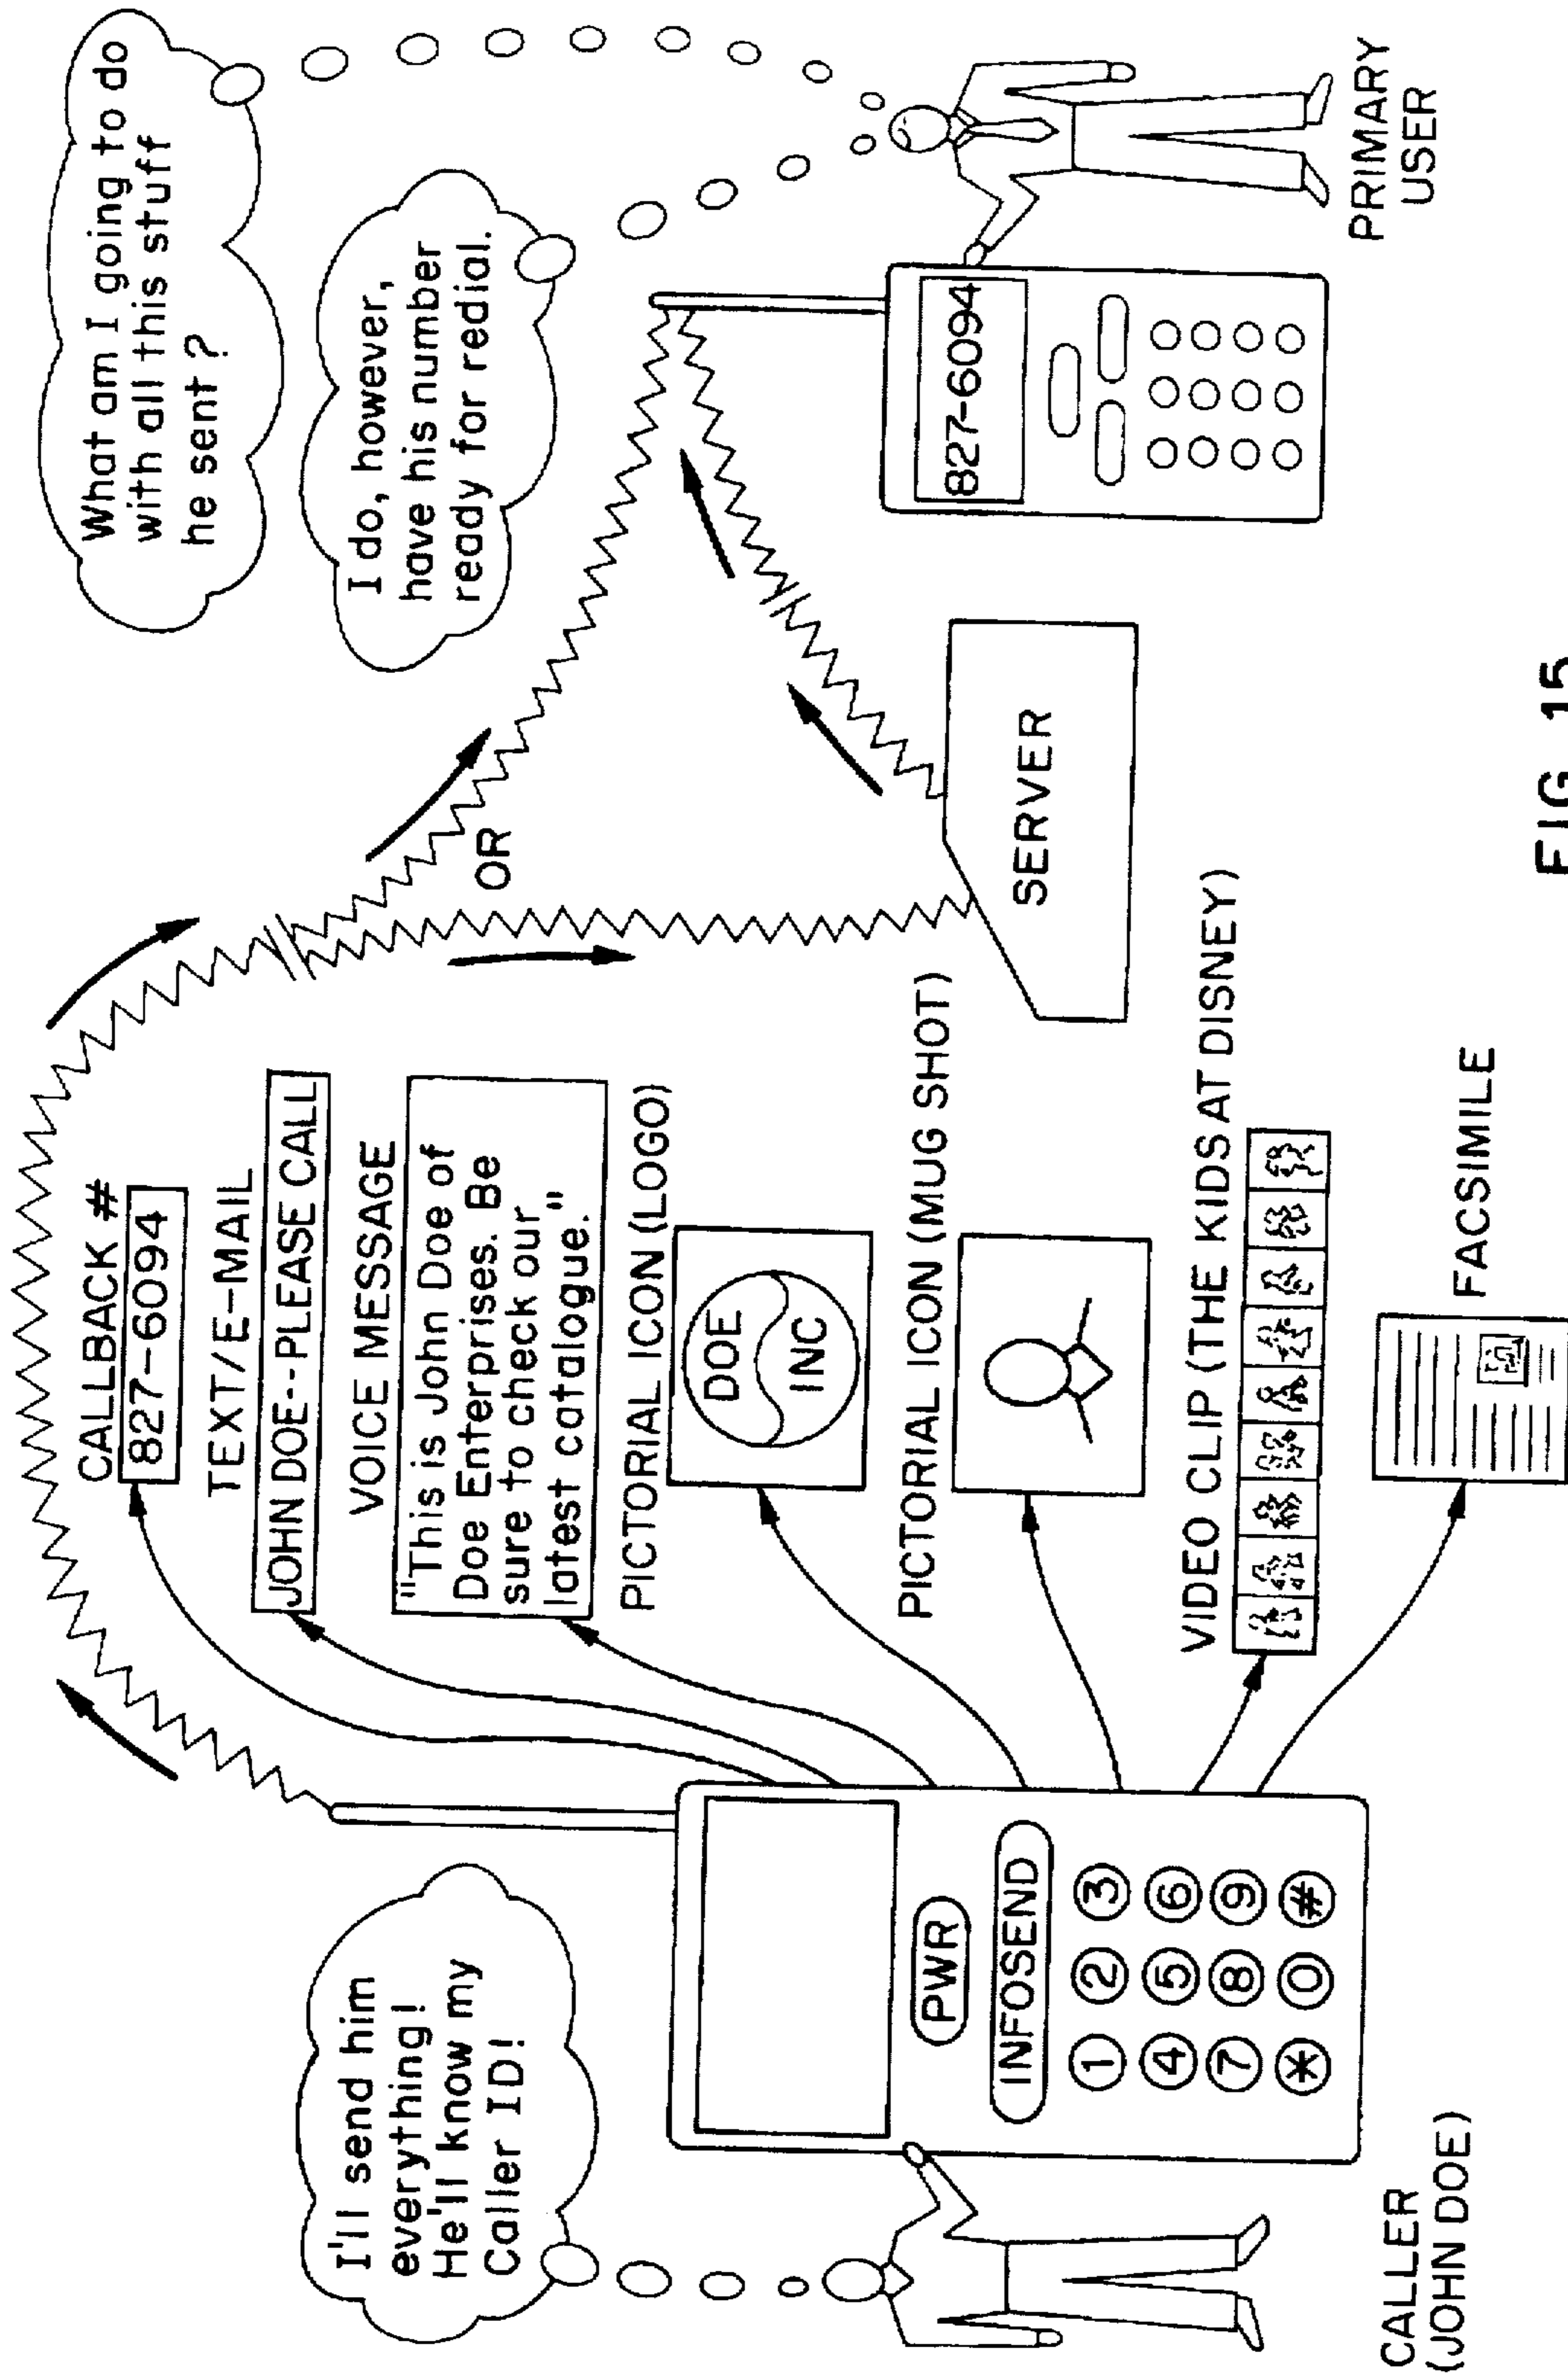 I'll send him
everything!
He'll know my
Caller ID!
CALLER
(JOHN DOE)
PWR
INFOSEND
1 2 3
4 5 6
7 8 9
* 0 #
CALLBACK #
827-6094
TEXT/E-MAIL
JOHN DOE--PLEASE CALL
VOICE MESSAGE
"This is John Doe of
Doe Enterprises. Be
sure to check our
latest catalogue."
PICTORIAL ICON (LOGO)
DOE
INC
PICTORIAL ICON (MUG SHOT)
VIDEO CLIP (THE KIDS AT DISNEY)
FACSIMILE
OR
SERVER
What am I going to do
with all this stuff
he sent?
I do, however,
have his number
ready for redial.
827-6094
PRIMARY
USER
FIG. 15